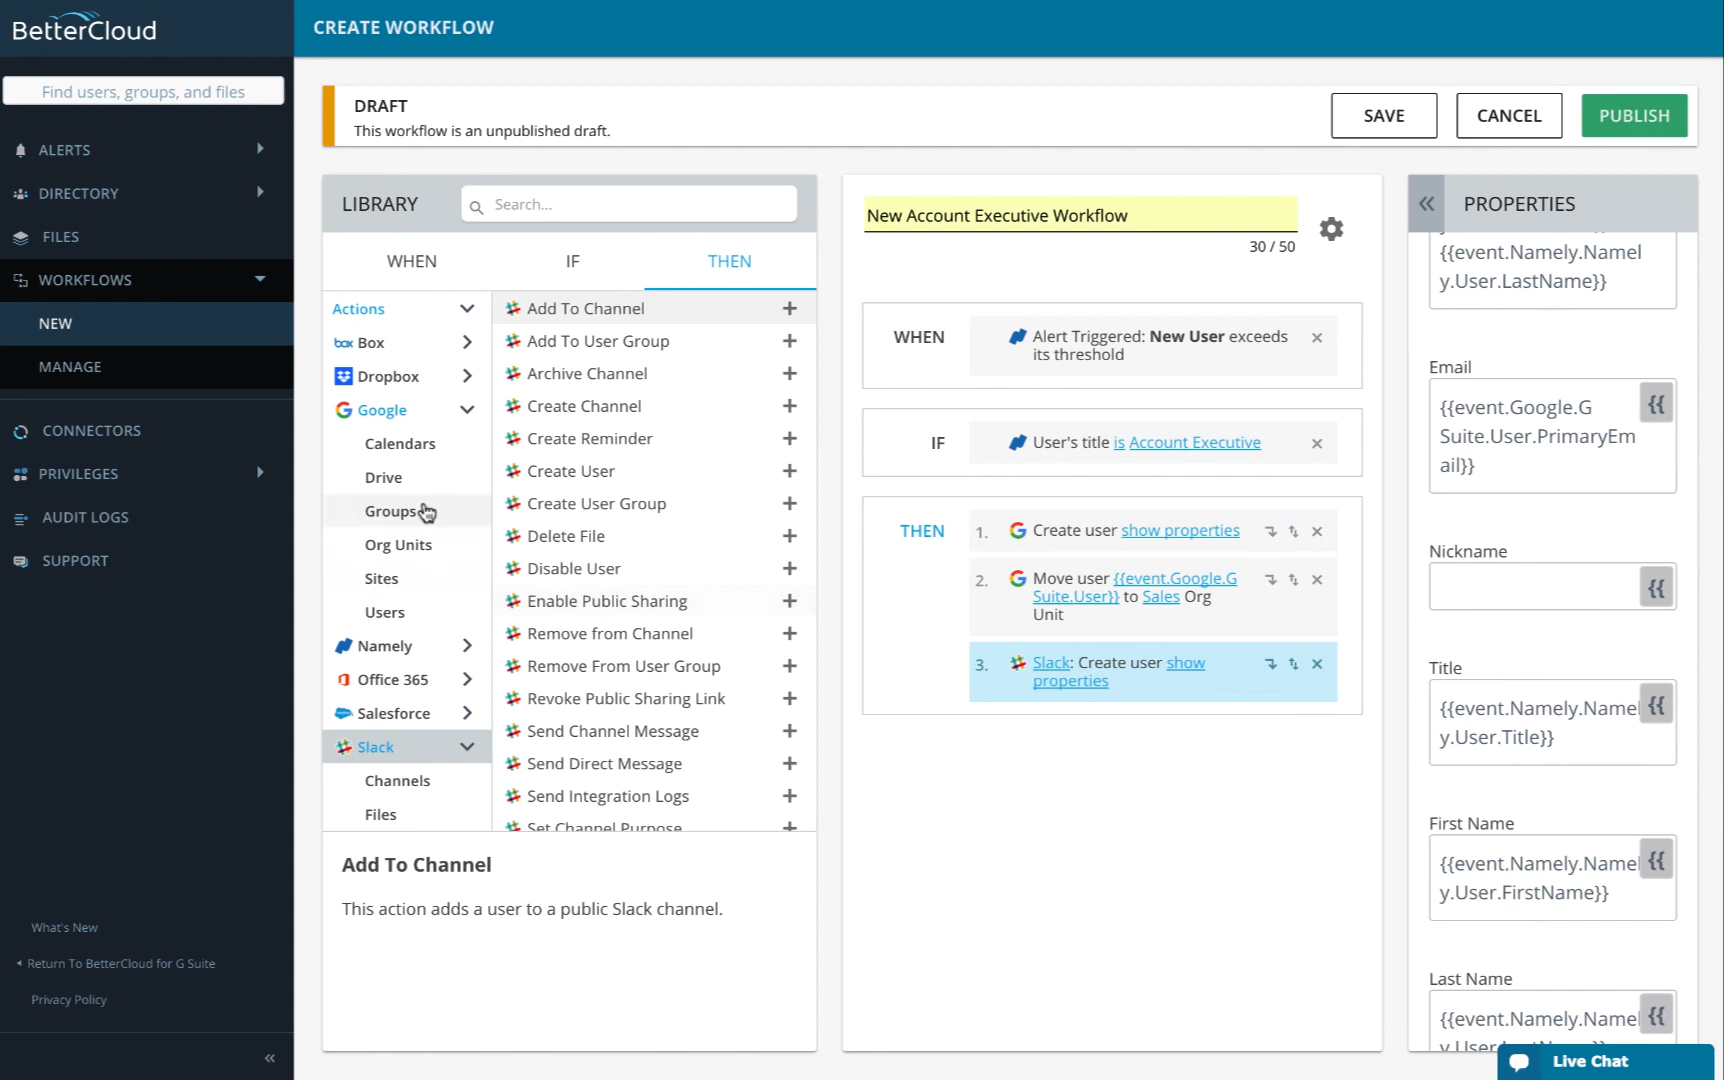 BetterCloud
CREATE WORKFLOW
Find users, groups, and files
ALERTS
DIRECTORY
FILES
WORKFLOWS
NEW
MANAGE
CONNECTORS
PRIVILEGES
AUDIT LOGS
SUPPORT
What's New
Return To BetterCloud for G Suite
Privacy Policy
DRAFT
This workflow is an unpublished draft.
SAVE
CANCEL
PUBLISH
LIBRARY
Search...
WHEN
IF
THEN
Actions
box Box
Dropbox
Google
Calendars
Drive
Groups
Org Units
Sites
Users
Namely
Office 365
Salesforce
Slack
Channels
Files
Add To Channel
Add To User Group
Archive Channel
Create Channel
Create Reminder
Create User
Create User Group
Delete File
Disable User
Enable Public Sharing
Remove from Channel
Remove From User Group
Revoke Public Sharing Link
Send Channel Message
Send Direct Message
Send Integration Logs
Set Channel Purpose
Add To Channel
This action adds a user to a public Slack channel.
New Account Executive Workflow
30 / 50
WHEN
Alert Triggered: New User exceeds
its threshold
IF
User's title is Account Executive
THEN
1.
Create user show properties
2.
Move user {{event.Google.G
Suite.User}} to Sales Org
Unit
3.
Slack: Create user show
properties
PROPERTIES
{{event.Namely.Namel
y.User.LastName}}
Email
{{event.Google.G
Suite.User.PrimaryEm
ail}}
{{
Nickname
{{
Title
{{event.Namely.Namel
y.User.Title}}
{{
First Name
{{event.Namely.Namel
y.User.FirstName}}
{{
Last Name
{{event.Namely.Namel
y.User.LastName}}
{{
Live Chat